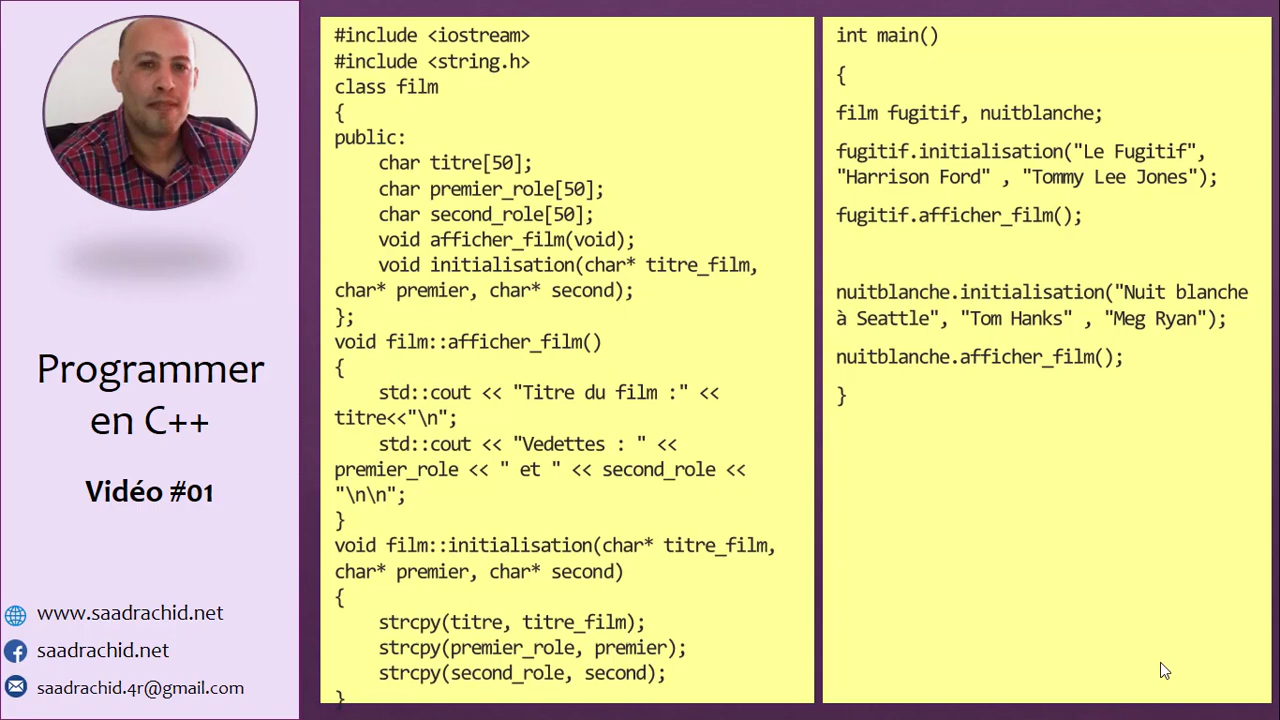 Programmer
en C++
Vidéo #01
www.saadrachid.net
saadrachid.net
saadrachid.4r@gmail.com
#include <iostream>
#include <string.h>
class film
{
public:
    char titre[50];
    char premier_role[50];
    char second_role[50];
    void afficher_film(void);
    void initialisation(char* titre_film,
char* premier, char* second);
};
void film::afficher_film()
{
    std::cout << "Titre du film :" <<
titre<<"\n";
    std::cout << "Vedettes : " <<
premier_role << " et " << second_role <<
"\n\n";
}
void film::initialisation(char* titre_film,
char* premier, char* second)
{
    strcpy(titre, titre_film);
    strcpy(premier_role, premier);
    strcpy(second_role, second);
}
int main()
{
film fugitif, nuitblanche;
fugitif.initialisation("Le Fugitif",
"Harrison Ford" , "Tommy Lee Jones");
fugitif.afficher_film();
nuitblanche.initialisation("Nuit blanche
à Seattle", "Tom Hanks" , "Meg Ryan");
nuitblanche.afficher_film();
}